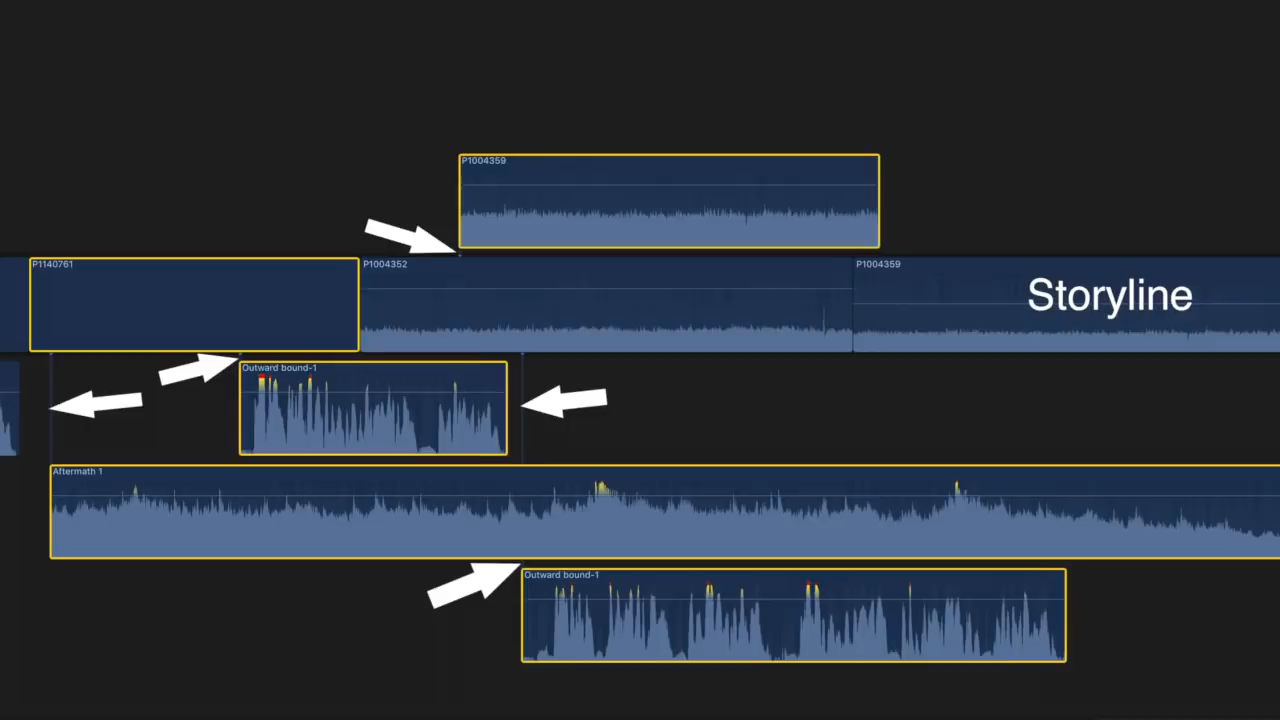 P1004359
P1140761
P1004352
P1004359
Storyline
Outward bound-1
Aftermath 1
Outward bound-1